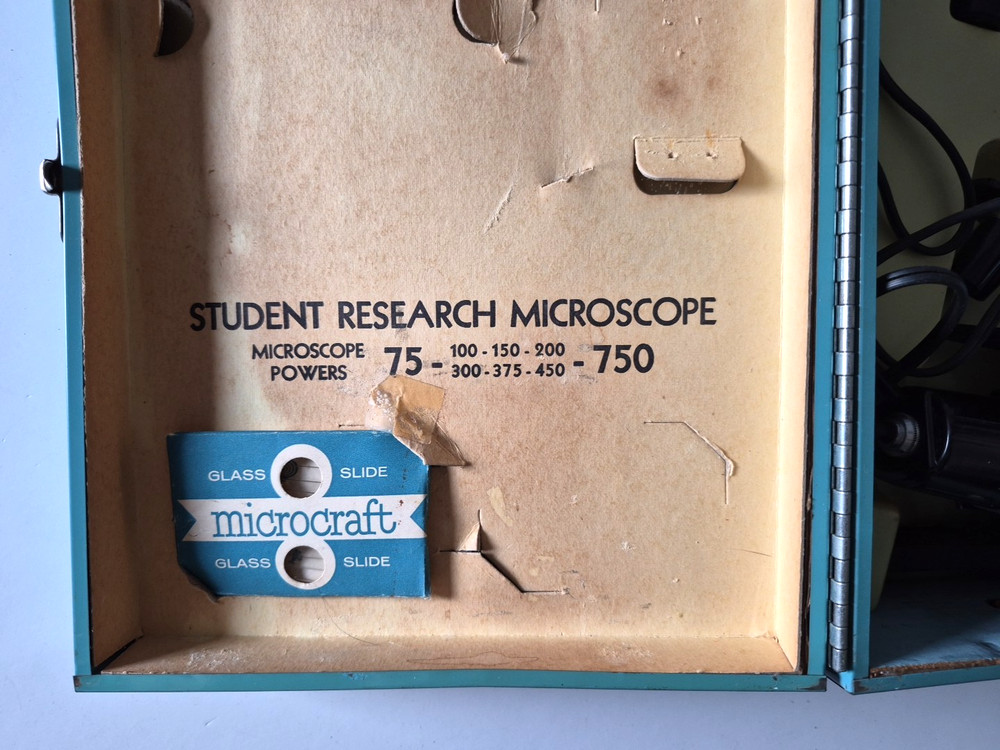 STUDENT RESEARCH MICROSCOPE
MICROSCOPE POWERS 75 - 100 - 150 - 200
300 - 375 - 450 - 750
GLASS SLIDE
microcraft
GLASS SLIDE